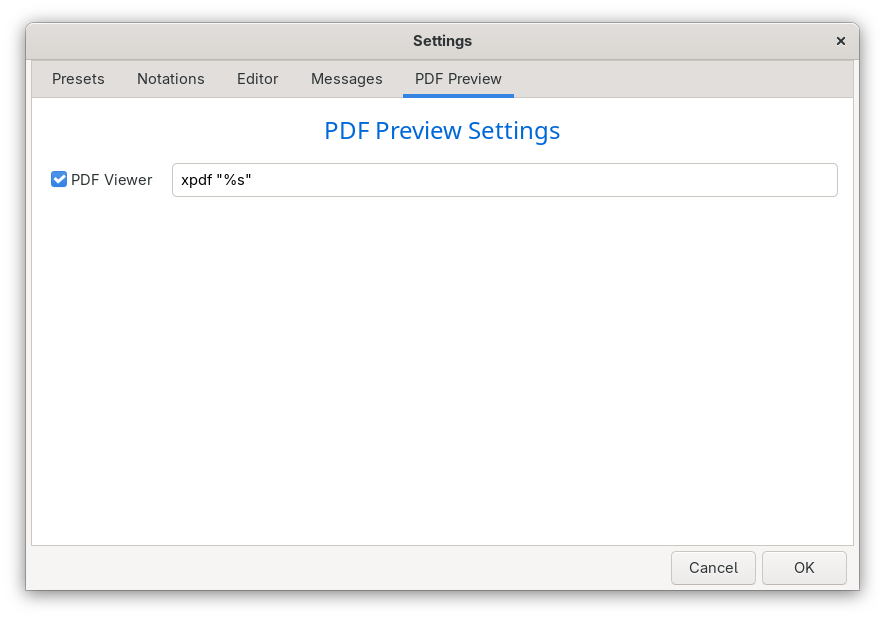 Settings
Presets Notations Editor Messages PDF Preview
PDF Preview Settings
PDF Viewer xpdf "%s"
Cancel OK